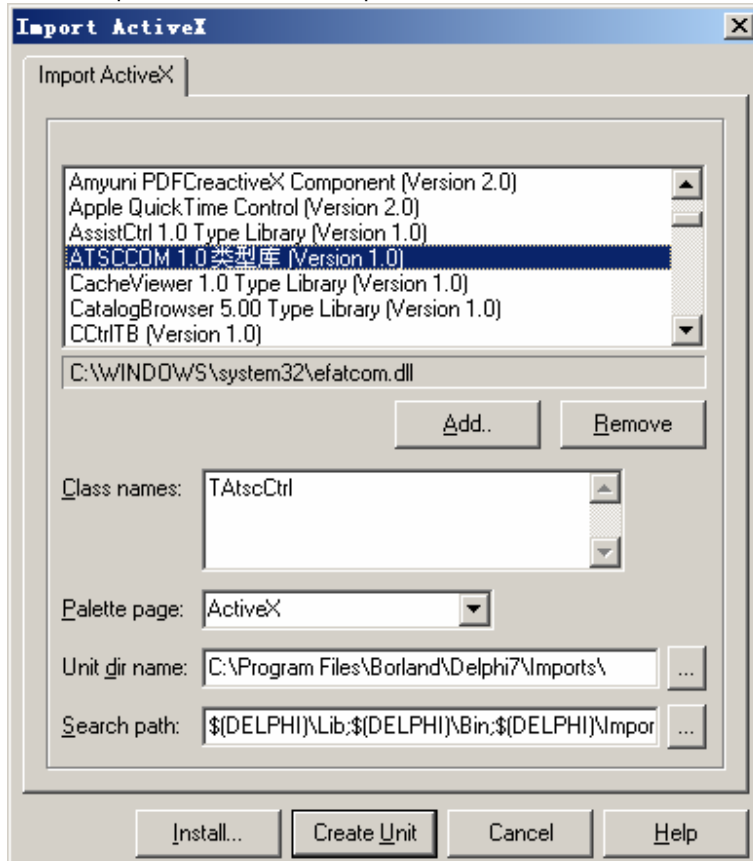 Import ActiveX
Import ActiveX
Amyuni PDFCreactiveX Component (Version 2.0)
Apple QuickTime Control (Version 2.0)
AssistCtrl 1.0 Type Library (Version 1.0)
ATSCCOM 1.0 类型库 (Version 1.0)
CacheViewer 1.0 Type Library (Version 1.0)
CatalogBrowser 5.00 Type Library (Version 1.0)
CCtrlTB (Version 1.0)
C:\WINDOWS\system32\efatcom.dll
Add.. Remove
Class names: TAtscCtrl
Palette page: ActiveX
Unit dir name: C:\Program Files\Borland\Delphi7\Imports\ ...
Search path: $(DELPHI)\Lib;$(DELPHI)\Bin;$(DELPHI)\Impor ...
Install... Create Unit Cancel Help